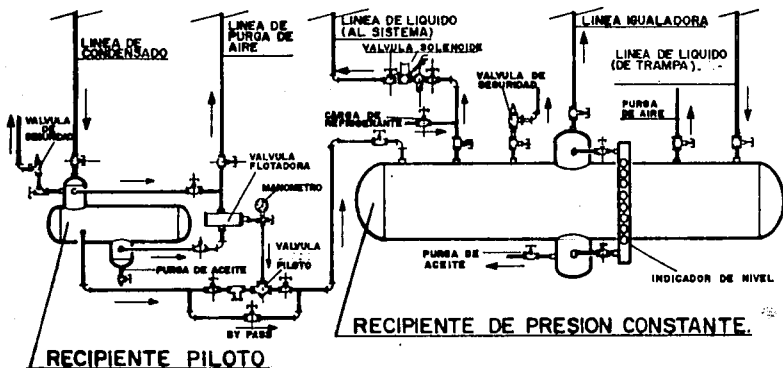 LINEA DE
CONDENSADO
LINEA DE
PURGA DE
AIRE
LINEA DE LIQUIDO
(AL SISTEMA)
VALVULA SOLENOIDE
LINEA IGUALADORA
LINEA DE LIQUIDO
(DE TRAMPA).
VALVULA
DE
SEGURIDAD
VALVULA DE
SEGURIDAD
CARGA DE
REFRIGERANTE
PURGA
DE AIRE
VALVULA
FLOTADORA
MANOMETRO
VALVULA
PILOTO
PURGA DE ACEITE
PURGA DE
ACEITE
INDICADOR DE NIVEL
BY PASS
RECIPIENTE PILOTO
RECIPIENTE DE PRESION CONSTANTE.